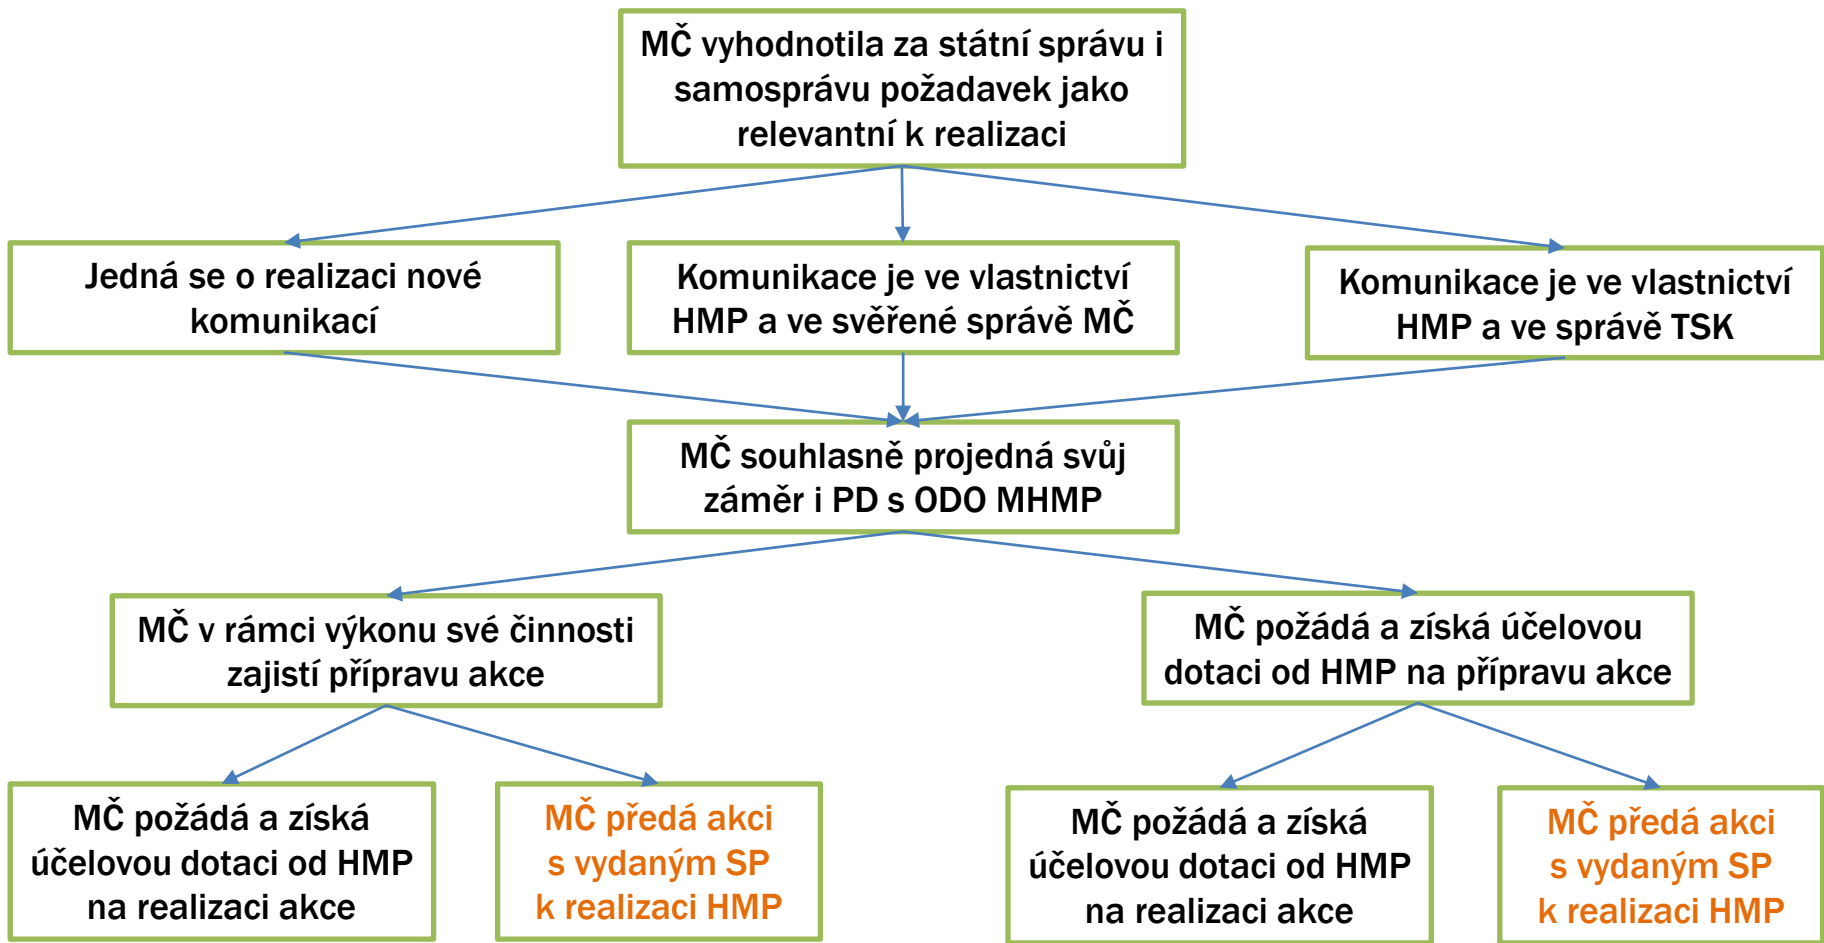 MČ vyhodnotila za státní správu i
samosprávu požadavek jako
relevantní k realizaci
Jedná se o realizaci nové
komunikací
Komunikace je ve vlastnictví
HMP a ve svěřené správě MČ
Komunikace je ve vlastnictví
HMP a ve správě TSK
MČ souhlasně projedná svůj
záměr i PD s ODO MHMP
MČ v rámci výkonu své činnosti
zajistí přípravu akce
MČ požádá a získá účelovou
dotaci od HMP na přípravu akce
MČ požádá a získá
účelovou dotaci od HMP
na realizaci akce
MČ předá akci
s vydaným SP
k realizaci HMP
MČ požádá a získá
účelovou dotaci od HMP
na realizaci akce
MČ předá akci
s vydaným SP
k realizaci HMP